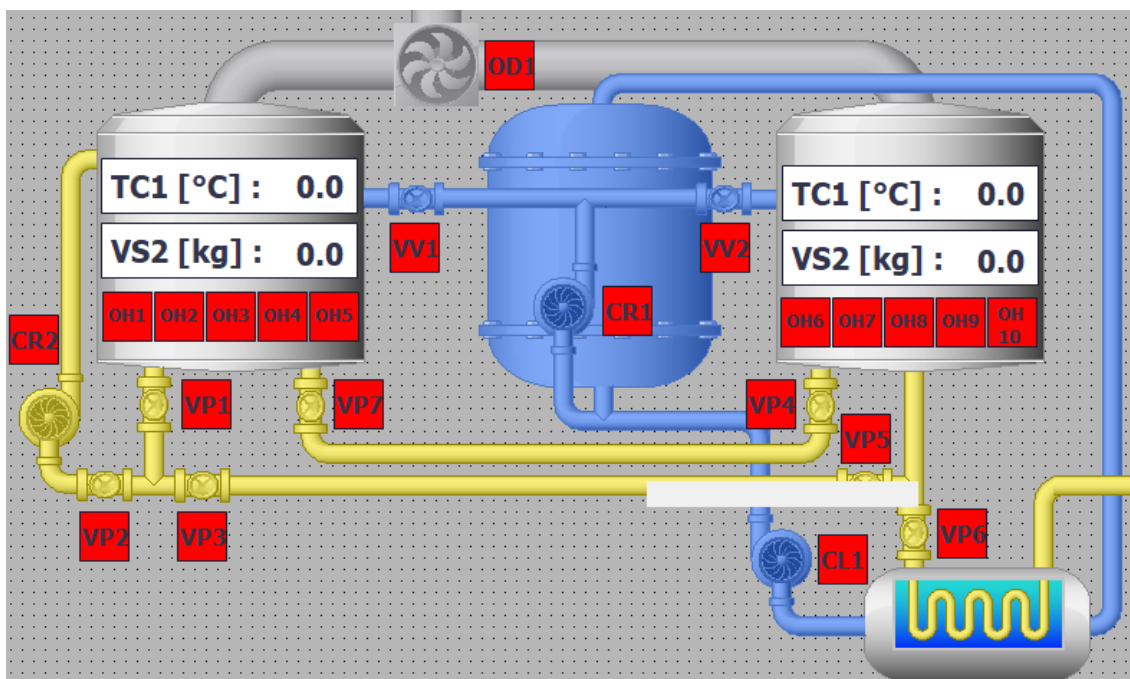 OD1
TC1 [°C] : 0.0
TC1 [°C] : 0.0
VV1
VV2
VS2 [kg] : 0.0
VS2 [kg] : 0.0
OH1 OH2 OH3 OH4 OH5
CR1
OH6 OH7 OH8 OH9 OH
10
CR2
VP1
VP7
VP4
VP5
VP2
VP3
VP6
CL1